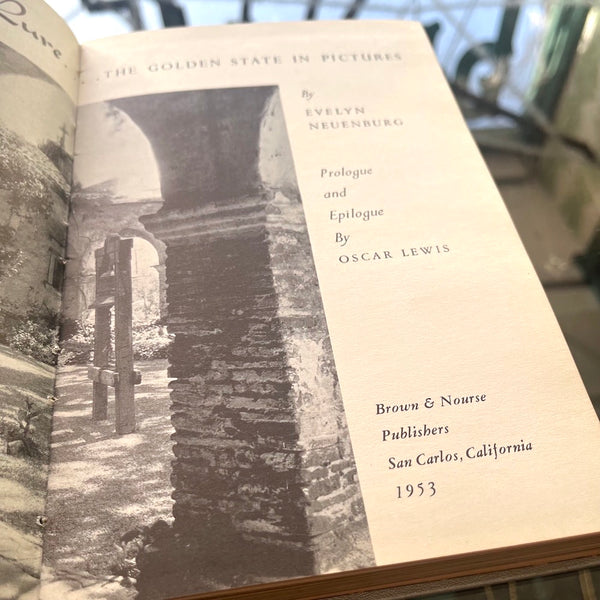 Lure . . .
. . . THE GOLDEN STATE IN PICTURES
By
EVELYN
NEUENBURG
Prologue
and
Epilogue
By
OSCAR LEWIS
Brown & Nourse
Publishers
San Carlos, California
1953